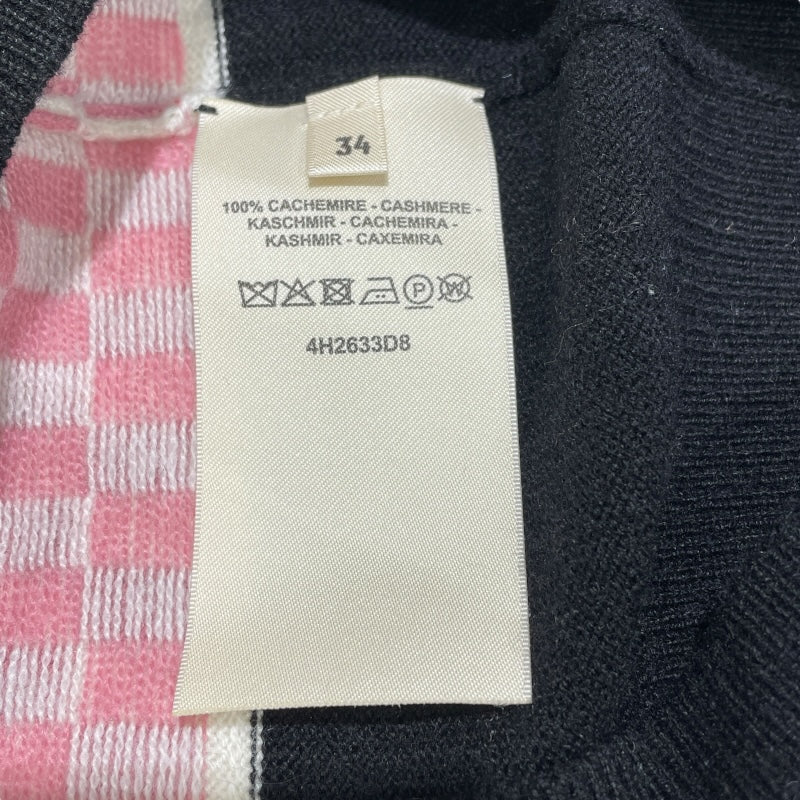 34
100% CACHEMIRE - CASHMERE -
KASCHMIR - CACHEMIRA -
KASHMIR - CAXEMIRA
P W
4H2633D8